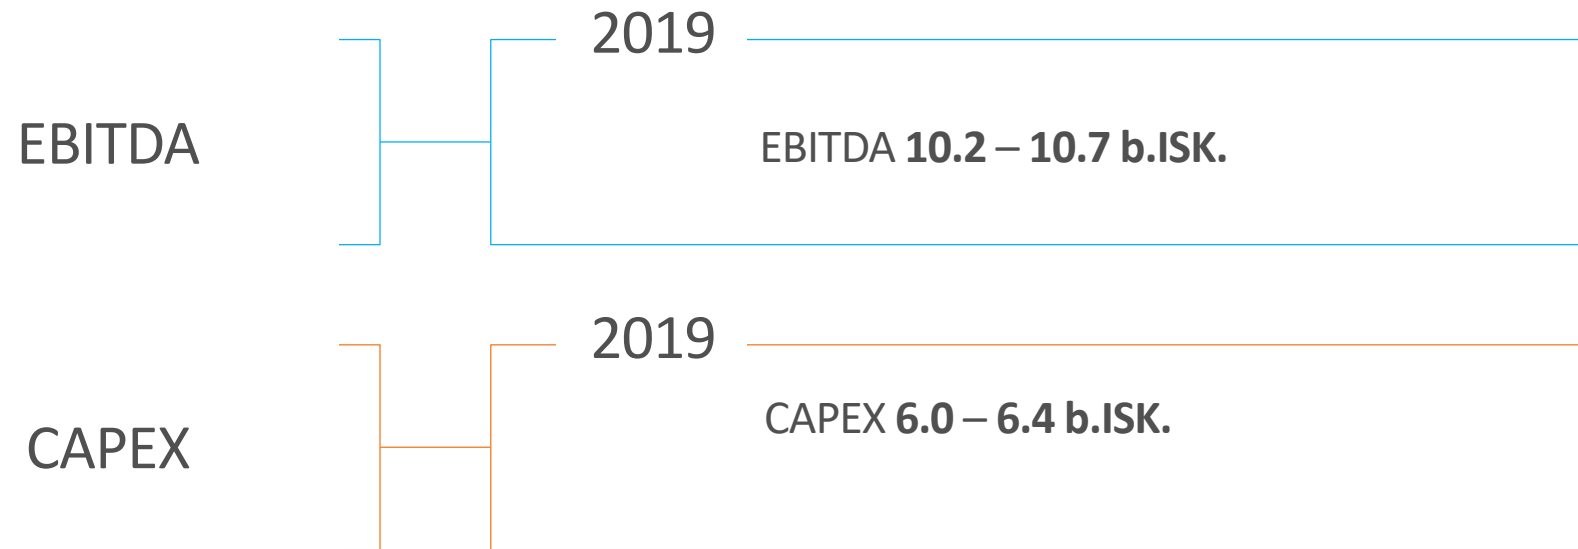 2019
EBITDA
EBITDA 10.2 – 10.7 b.ISK.
2019
CAPEX 6.0 – 6.4 b.ISK.
CAPEX